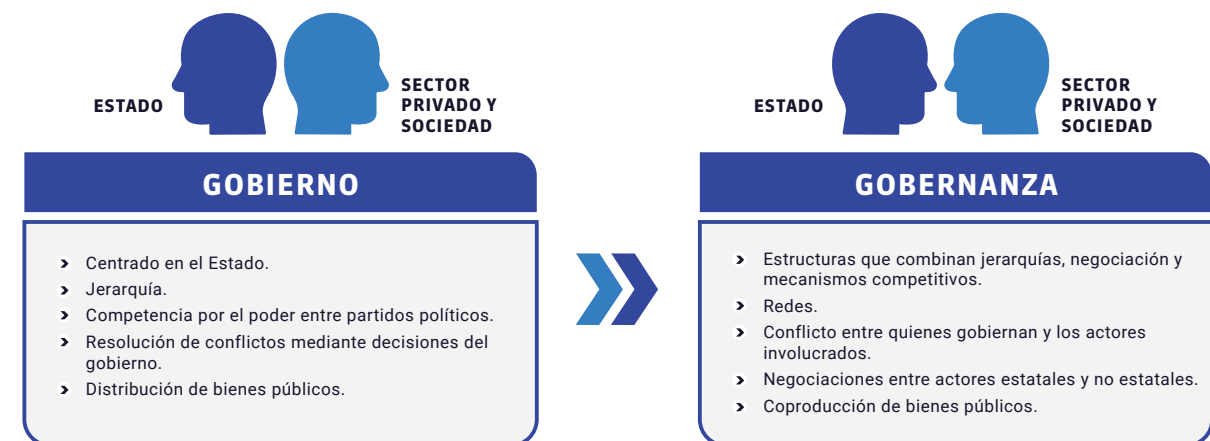 ESTADO
SECTOR
PRIVADO Y
SOCIEDAD
GOBIERNO
Centrado en el Estado.
Jerarquía.
Competencia por el poder entre partidos políticos.
Resolución de conflictos mediante decisiones del
gobierno.
Distribución de bienes públicos.
ESTADO
SECTOR
PRIVADO Y
SOCIEDAD
GOBERNANZA
Estructuras que combinan jerarquías, negociación y
mecanismos competitivos.
Redes.
Conflicto entre quienes gobiernan y los actores
involucrados.
Negociaciones entre actores estatales y no estatales.
Coproducción de bienes públicos.